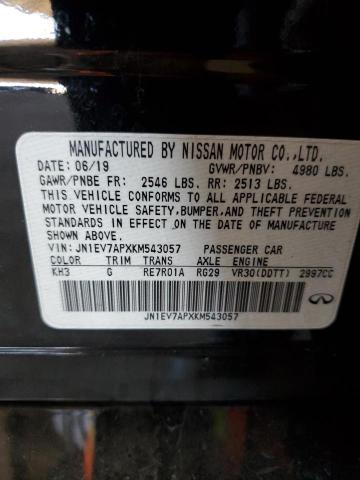 MANUFACTURED BY NISSAN MOTOR CO.,LTD.
DATE: 06/19 GVWR/PNBV: 4980 LBS.
GAWR/PNBE FR: 2546 LBS. RR: 2513 LBS.
THIS VEHICLE CONFORMS TO ALL APPLICABLE FEDERAL
MOTOR VEHICLE SAFETY,BUMPER,AND THEFT PREVENTION
STANDARDS IN EFFECT ON THE DATE OF MANUFACTURE
SHOWN ABOVE.
VIN: JN1EV7APXKM543057 PASSENGER CAR
COLOR TRIM TRANS AXLE ENGINE
KH3 G RE7R01A RG29 VR30(DDTT) 2997CC
JN1EV7APXKM543057